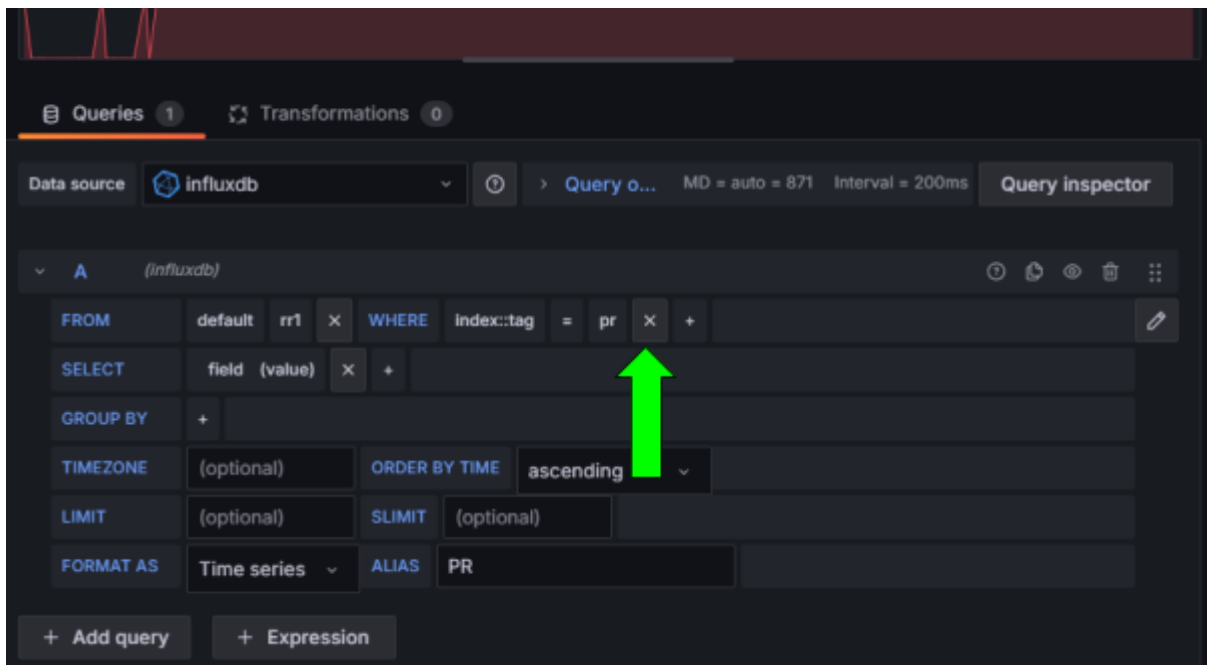 Queries 1 Transformations 0
Data source influxdb Query o... MD = auto = 871 Interval = 200ms Query inspector
A (influxdb)
FROM default rr1 × WHERE index::tag = pr × +
SELECT field (value) × +
GROUP BY +
TIMEZONE (optional) ORDER BY TIME ascending
LIMIT (optional) SLIMIT (optional)
FORMAT AS Time series ALIAS PR
+ Add query + Expression